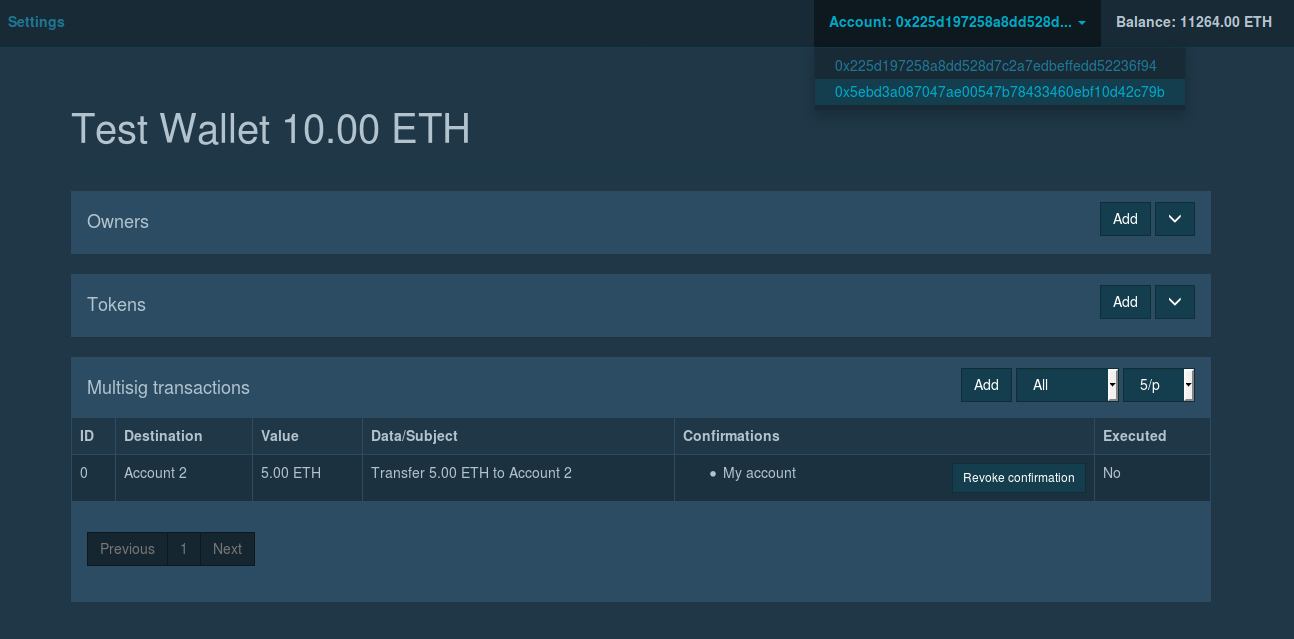 Settings
Account: 0x225d197258a8dd528d...
Balance: 11264.00 ETH
0x225d197258a8dd528d7c2a7edbeffedd52236f94
0x5ebd3a087047ae00547b78433460ebf10d42c79b
Test Wallet 10.00 ETH
Owners
Add
Tokens
Add
Multisig transactions
Add
All
5/p
ID Destination Value Data/Subject Confirmations Executed
0 Account 2 5.00 ETH Transfer 5.00 ETH to Account 2 • My account Revoke confirmation No
Previous 1 Next